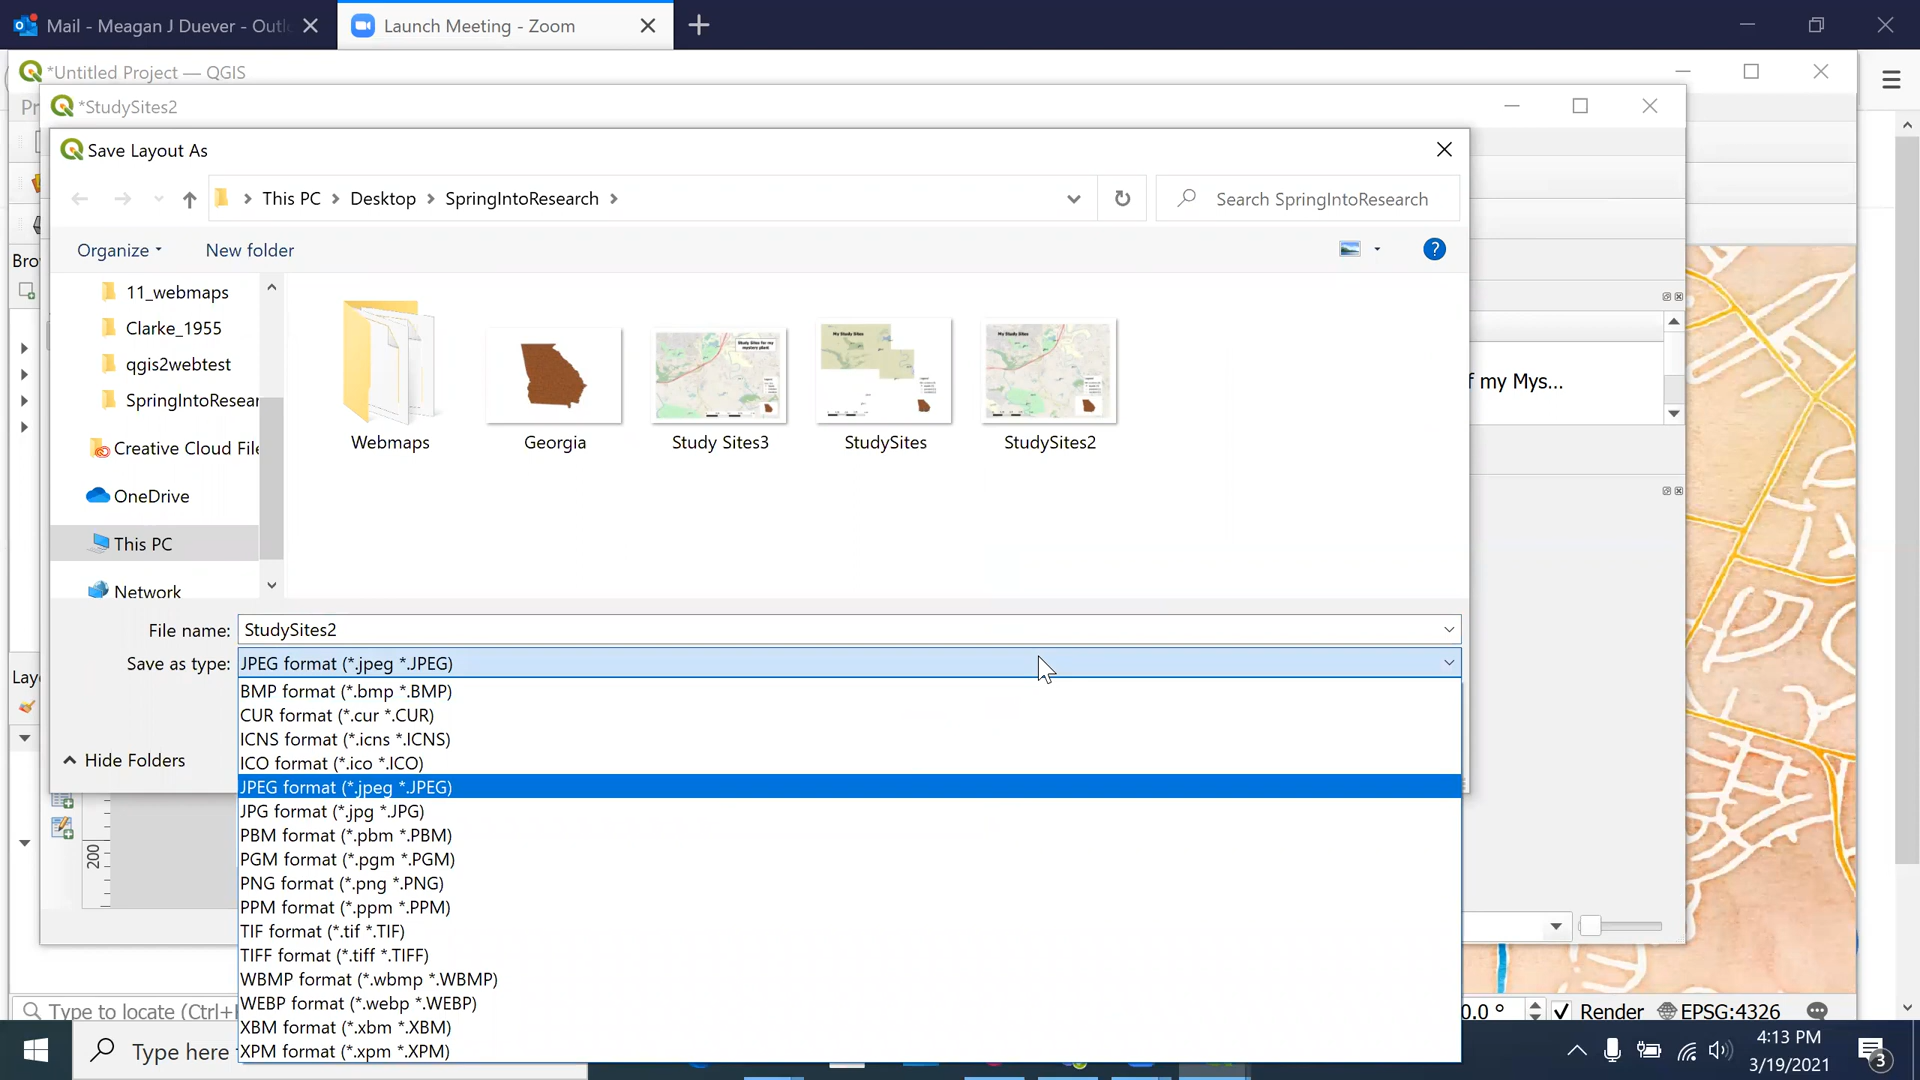 Mail - Meagan J Duever - Outl
Launch Meeting - Zoom
*Untitled Project — QGIS
*StudySites2
Save Layout As
This PC
Desktop
SpringIntoResearch
Search SpringIntoResearch
Organize
New folder
Bro
11_webmaps
Clarke_1955
qgis2webtest
SpringIntoResear
Creative Cloud File
OneDrive
This PC
Network
Webmaps
Georgia
Study Sites3
StudySites
StudySites2
f my Mys...
File name: StudySites2
Save as type: JPEG format (*.jpeg *.JPEG)
BMP format (*.bmp *.BMP)
CUR format (*.cur *.CUR)
ICNS format (*.icns *.ICNS)
ICO format (*.ico *.ICO)
JPEG format (*.jpeg *.JPEG)
JPG format (*.jpg *.JPG)
PBM format (*.pbm *.PBM)
PGM format (*.pgm *.PGM)
PNG format (*.png *.PNG)
PPM format (*.ppm *.PPM)
TIF format (*.tif *.TIF)
TIFF format (*.tiff *.TIFF)
WBMP format (*.wbmp *.WBMP)
WEBP format (*.webp *.WEBP)
XBM format (*.xbm *.XBM)
XPM format (*.xpm *.XPM)
Lay
Hide Folders
200
Type to locate (Ctrl+
0.0 °
Render
EPSG:4326
Type here
4:13 PM
3/19/2021
3